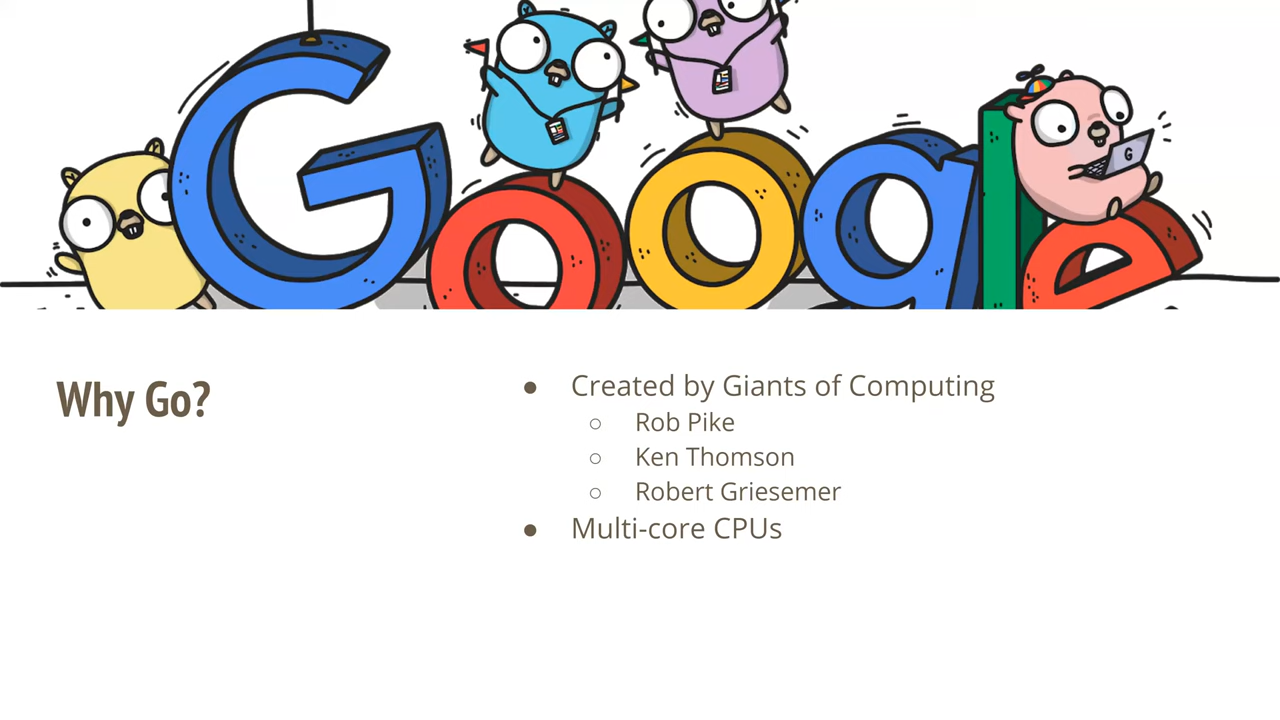 Google
G
Why Go?
● Created by Giants of Computing
○ Rob Pike
○ Ken Thomson
○ Robert Griesemer
● Multi-core CPUs